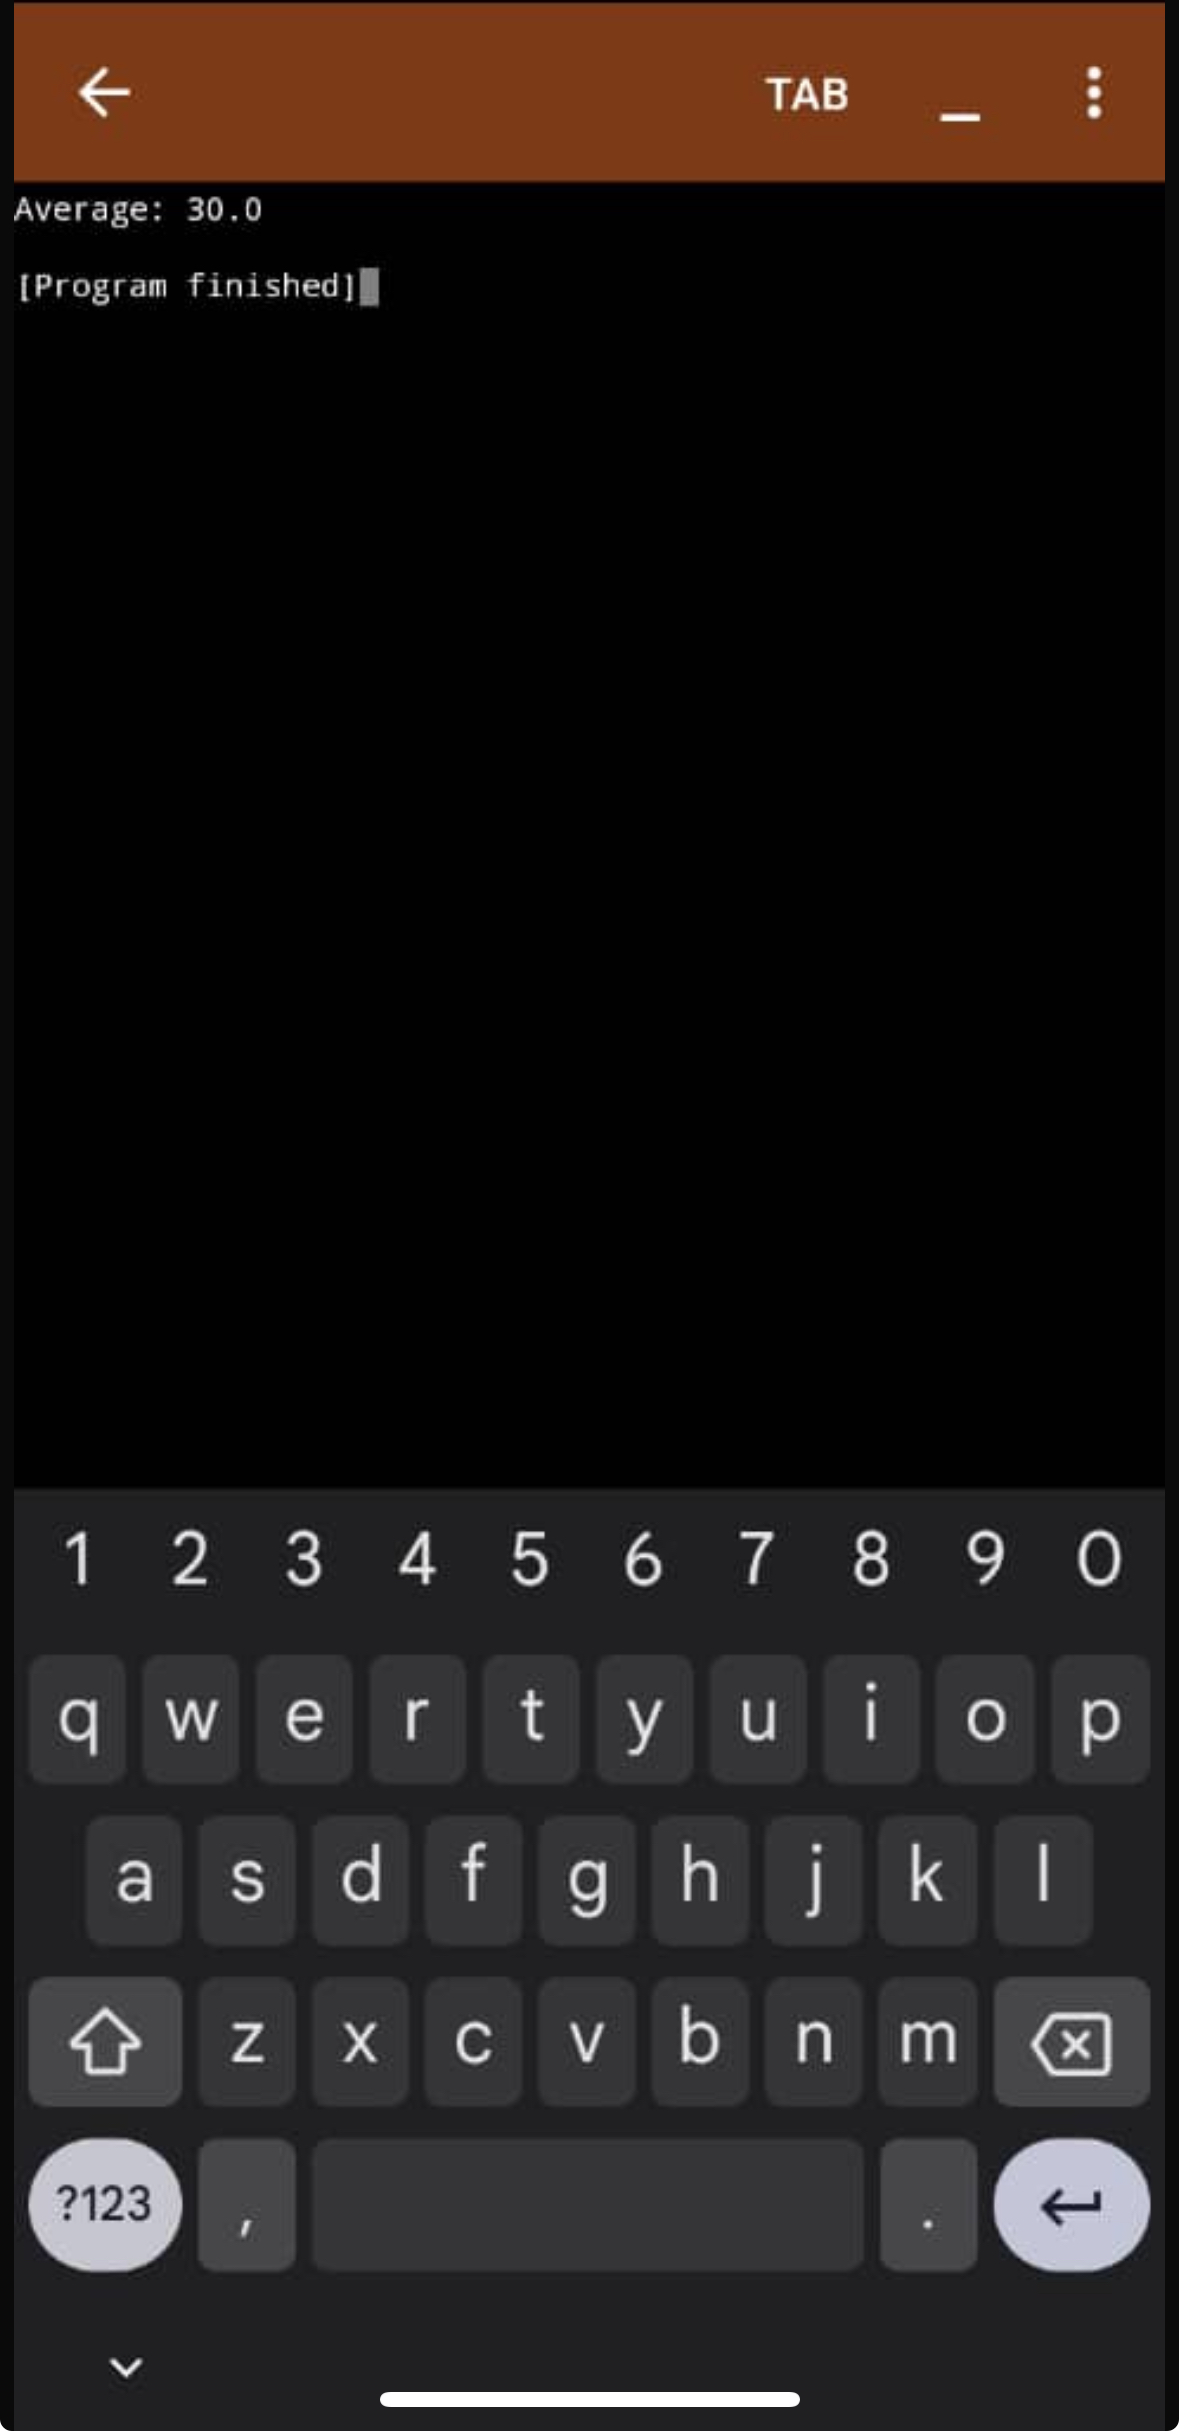 TAB _
Average: 30.0
[Program finished]
1 2 3 4 5 6 7 8 9 0
q w e r t y u i o p
a s d f g h j k l
z x c v b n m
?123 , .